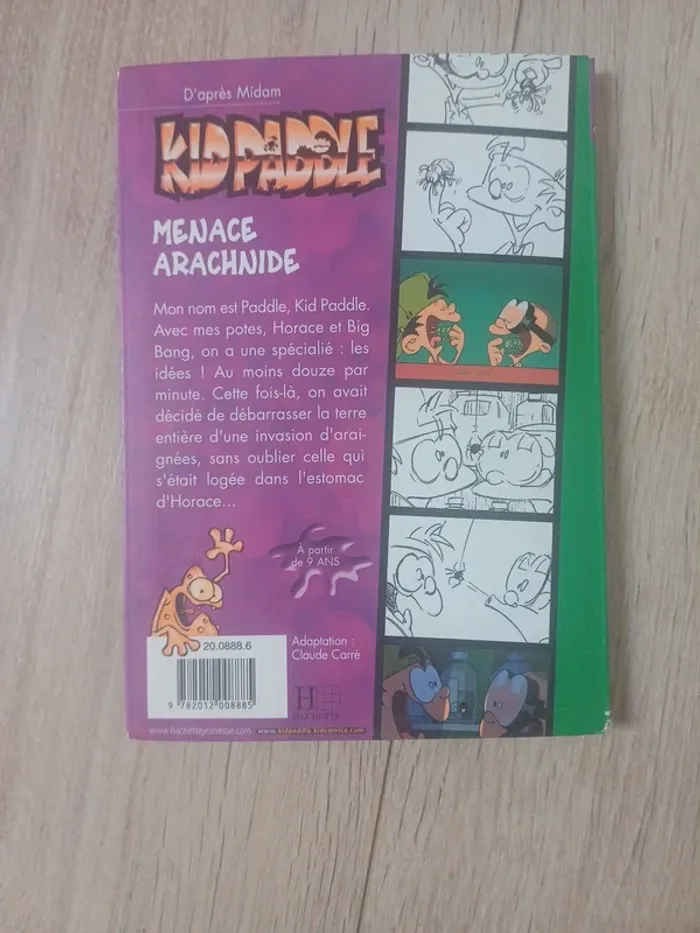 D'après Midam
KID PADDLE
MENACE
ARACHNIDE
Mon nom est Paddle, Kid Paddle.
Avec mes potes, Horace et Big
Bang, on a une spécialié : les
idées ! Au moins douze par
minute. Cette fois-là, on avait
décidé de débarrasser la terre
entière d'une invasion d'arai-
gnées, sans oublier celle qui
s'était logée dans l'estomac
d'Horace...
À partir
de 9 ANS
20.0888.6
9 782012 008885
Adaptation :
Claude Carré
H
HACHETTE
www.hachettejeunesse.com
www.kidpaddle.kidcomics.com